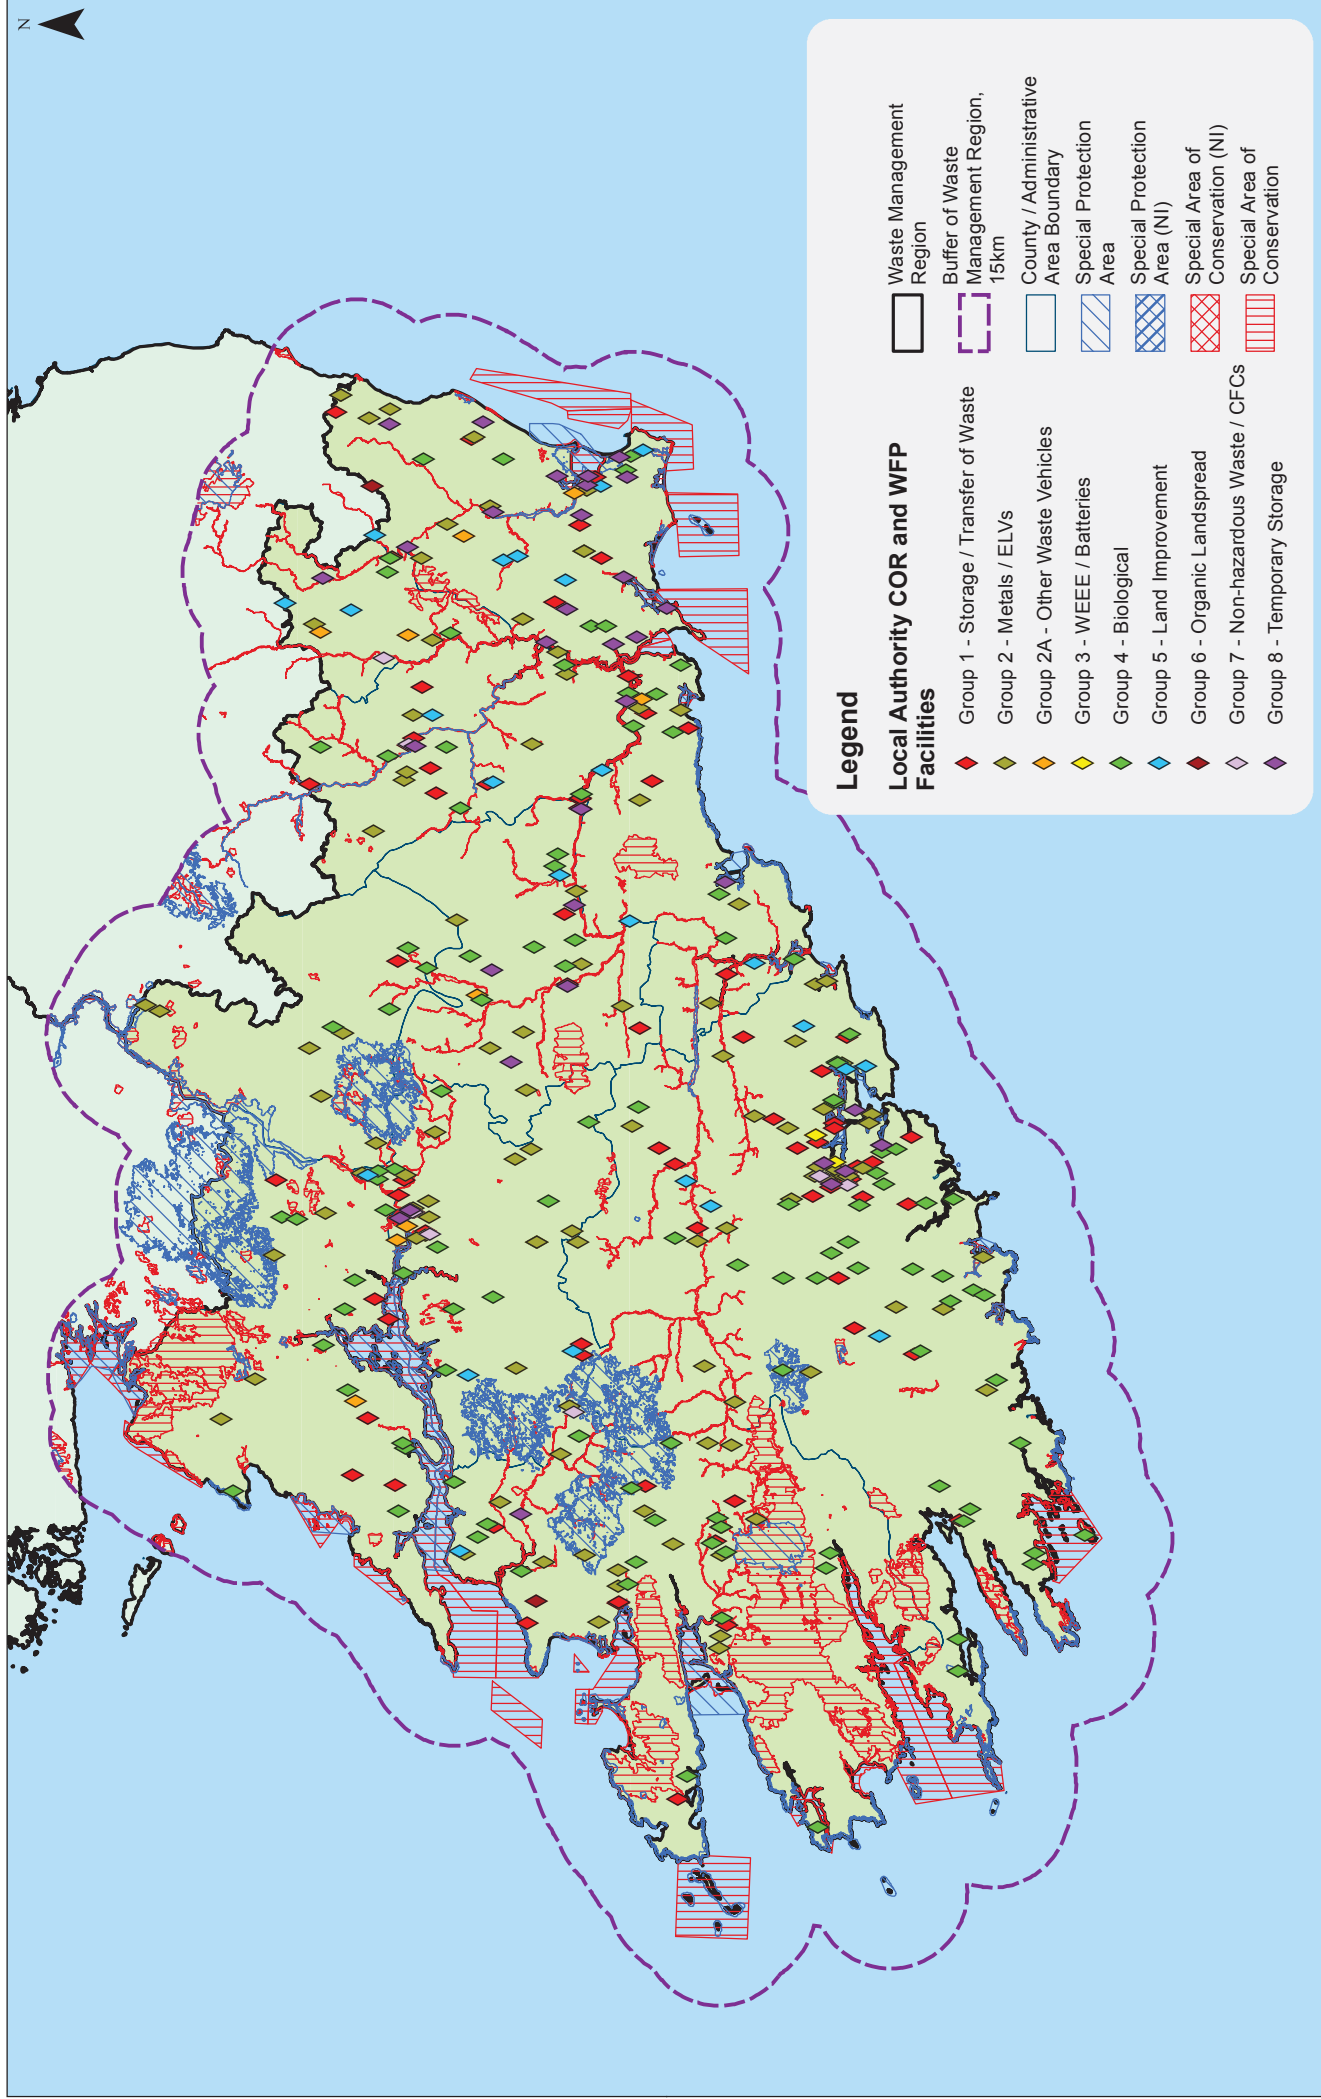 N
Legend
Local Authority COR and WFP
Facilities
Group 1 - Storage / Transfer of Waste
Group 2 - Metals / ELVs
Group 2A - Other Waste Vehicles
Group 3 - WEEE / Batteries
Group 4 - Biological
Group 5 - Land Improvement
Group 6 - Organic Landspread
Group 7 - Non-hazardous Waste / CFCs
Group 8 - Temporary Storage
Waste Management
Region
Buffer of Waste
Management Region,
15km
County / Administrative
Area Boundary
Special Protection
Area
Special Protection
Area (NI)
Special Area of
Conservation (NI)
Special Area of
Conservation